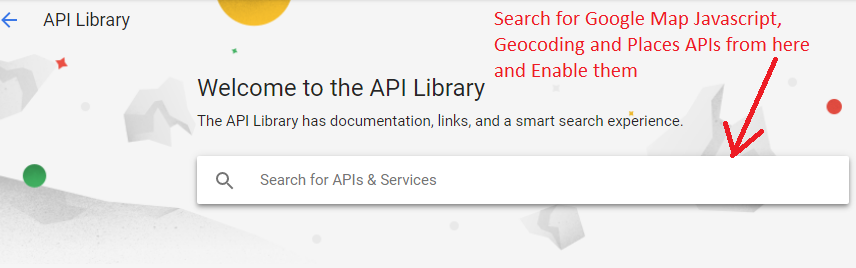 API Library
Search for Google Map Javascript,
Geocoding and Places APIs from here
and Enable them
Welcome to the API Library
The API Library has documentation, links, and a smart search experience.
Search for APIs & Services